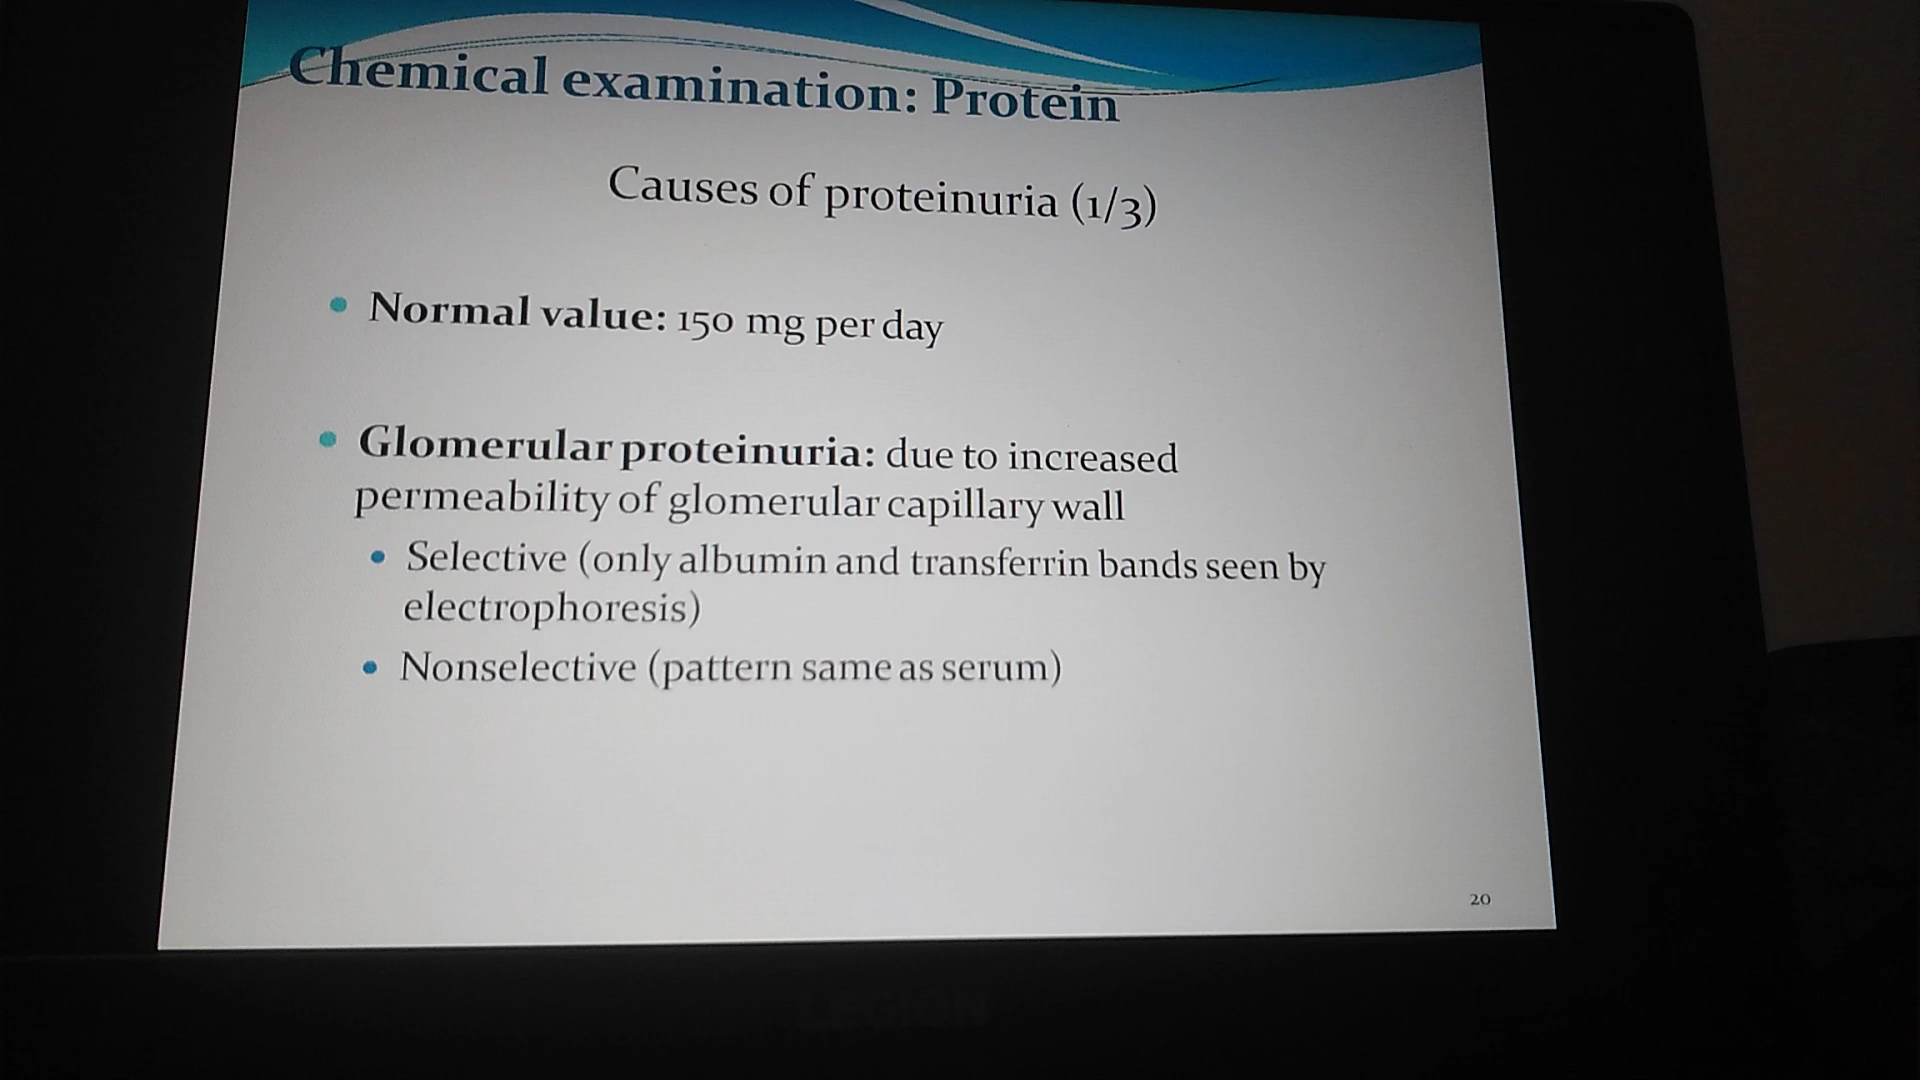 Chemical examination: Protein
Causes of proteinuria (1/3)
• Normal value: 150 mg per day
• Glomerular proteinuria: due to increased
permeability of glomerular capillary wall
• Selective (only albumin and transferrin bands seen by
electrophoresis)
• Nonselective (pattern same as serum)
20
LEGION